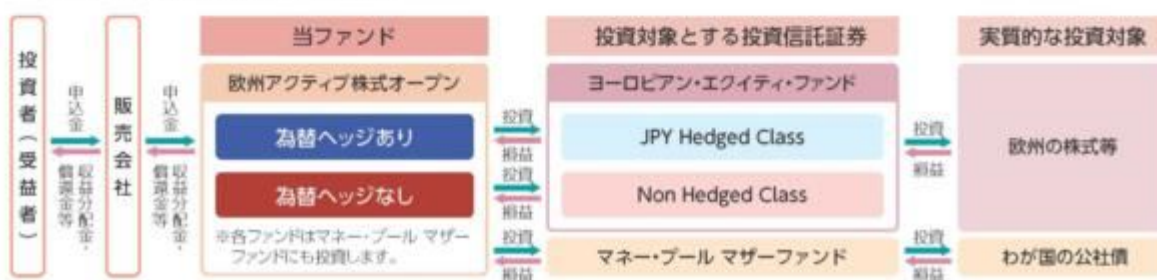 当ファンド
投資対象とする投資信託証券
実質的な投資対象
投資者(受益者)
申込金
収益分配金・
償還金等
販売会社
申込金
収益分配金・
償還金等
欧州アクティブ株式オープン
為替ヘッジあり
為替ヘッジなし
※各ファンドはマネー・プール マザー
ファンドにも投資します。
投資
損益
投資
損益
投資
損益
ヨーロピアン・エクイティ・ファンド
JPY Hedged Class
Non Hedged Class
マネー・プール マザーファンド
投資
損益
投資
損益
欧州の株式等
わが国の公社債